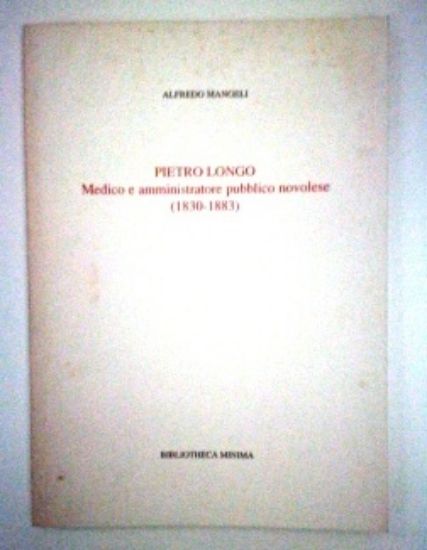 ALFREDO MANGELI
PIETRO LONGO
Medico e amministratore pubblico novolese
(1830-1883)
BIBLIOTHECA MINIMA